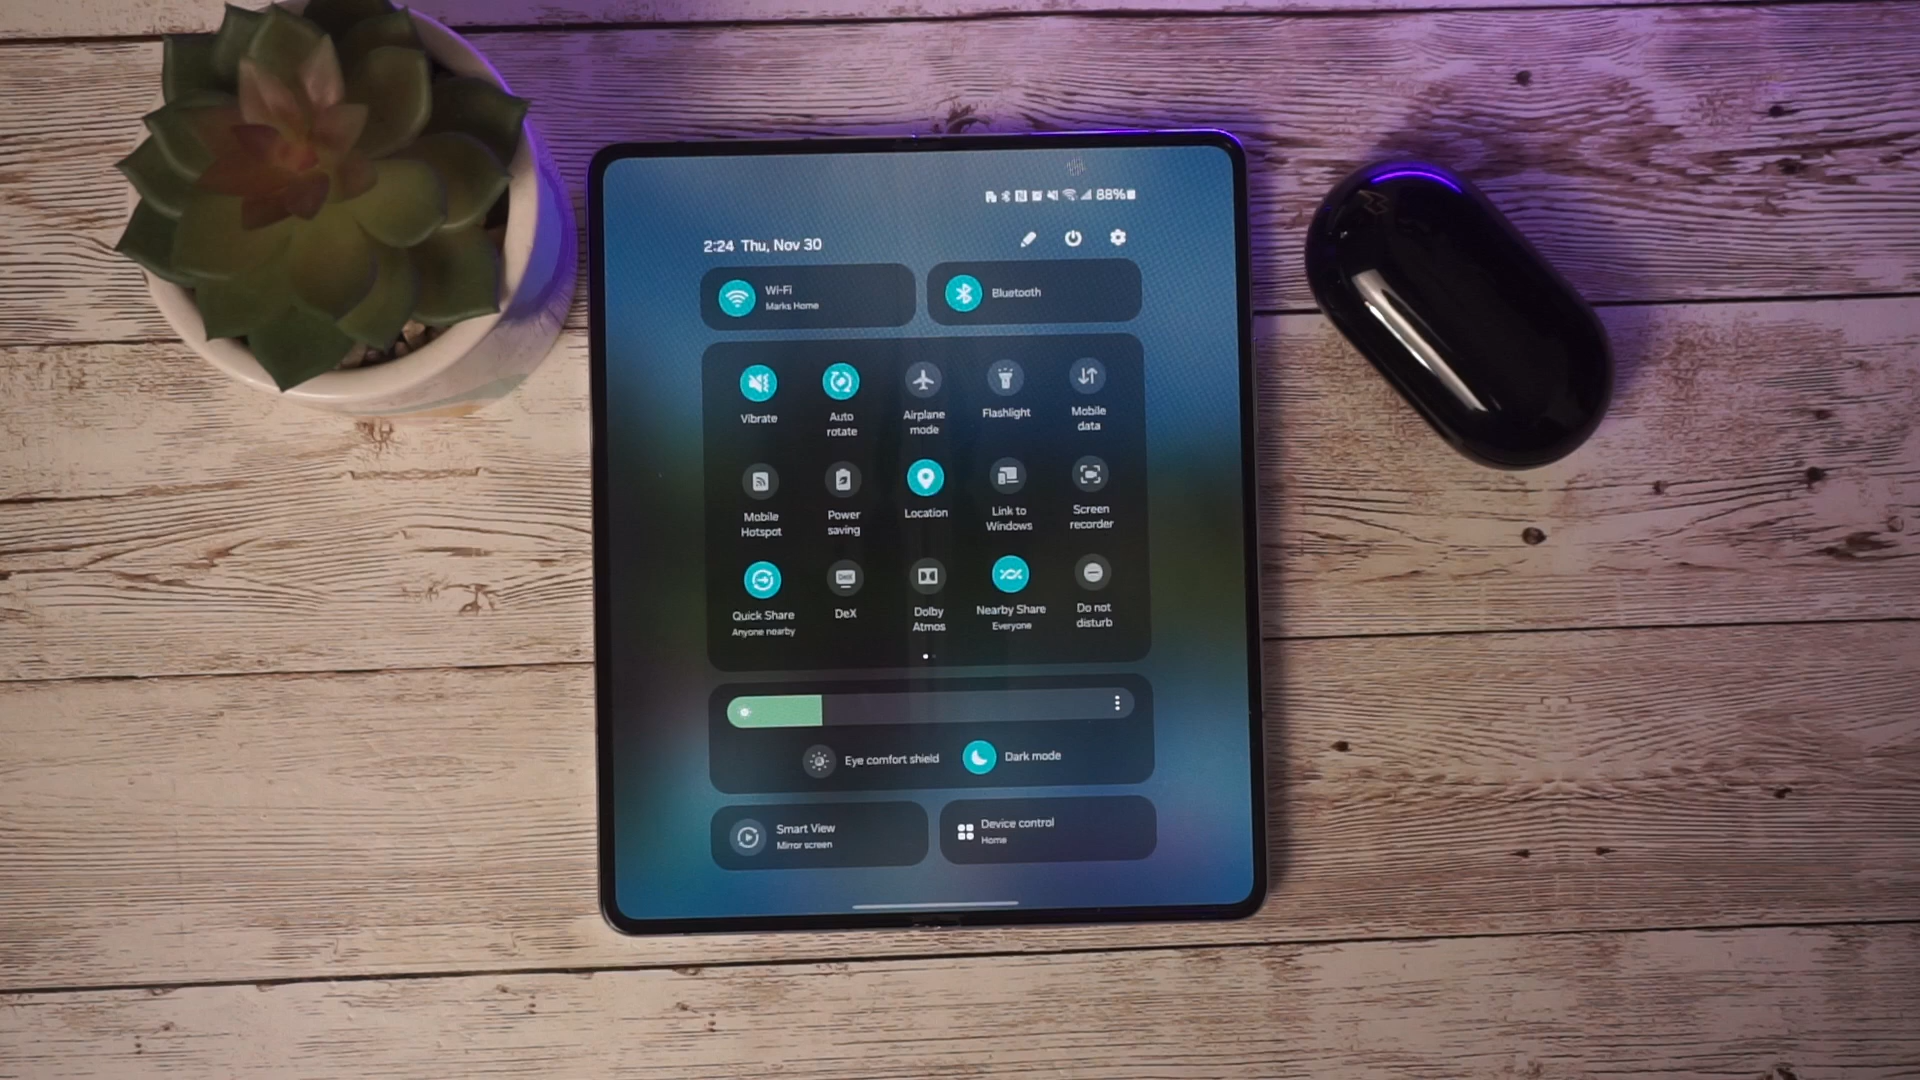 88%
2:24 Thu, Nov 30
Wi-Fi
Marks Home
Bluetooth
Vibrate
Auto
rotate
Airplane
mode
Flashlight
Mobile
data
Mobile
Hotspot
Power
saving
Location
Link to
Windows
Screen
recorder
Quick Share
Anyone nearby
DeX
DeX
Dolby
Atmos
Nearby Share
Everyone
Do not
disturb
Eye comfort shield
Dark mode
Smart View
Mirror screen
Device control
Home